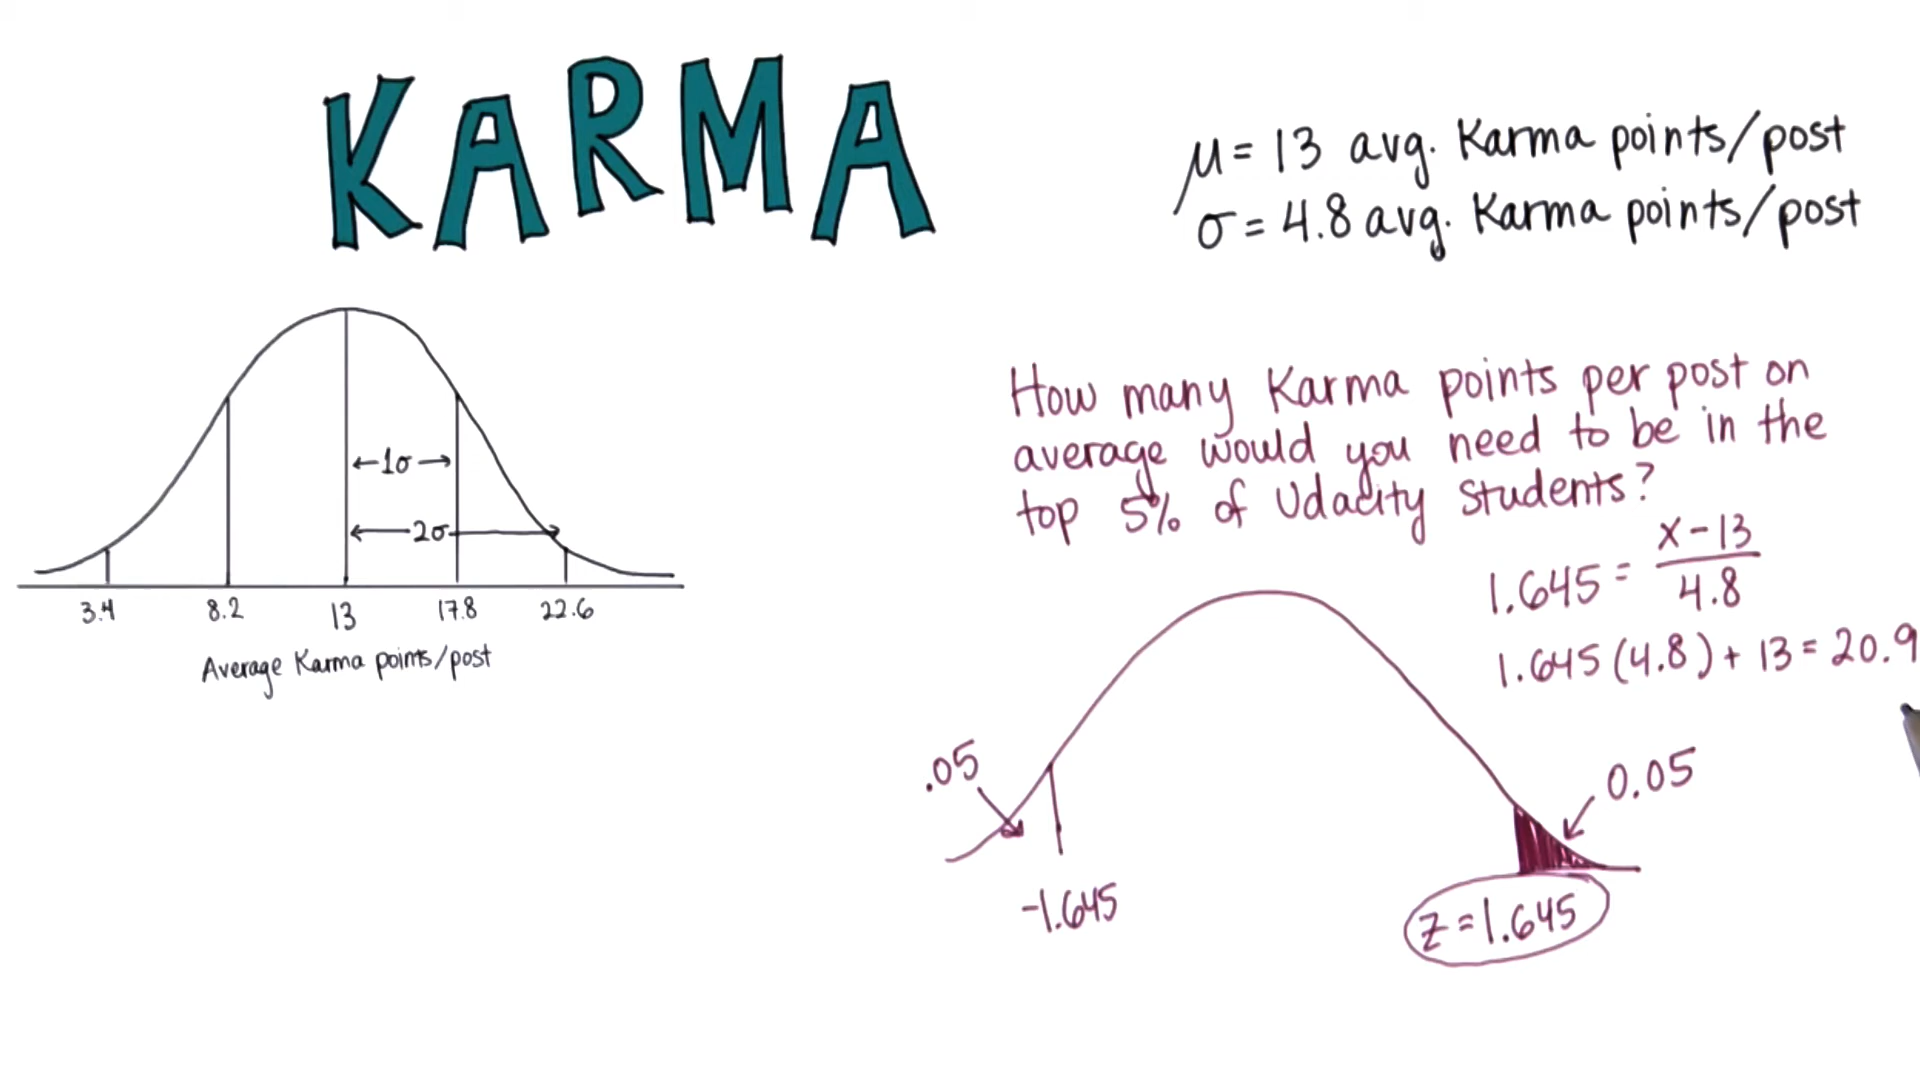 KARMA
μ = 13 avg. Karma points/post
σ = 4.8 avg. Karma points/post
←1σ→
←2σ→
3.4 8.2 13 17.8 22.6
Average Karma points/post
How many Karma points per post on
average would you need to be in the
top 5% of Udacity students?
1.645 = x - 13
4.8
1.645 (4.8) + 13 = 20.9
.05
0.05
-1.645
z = 1.645